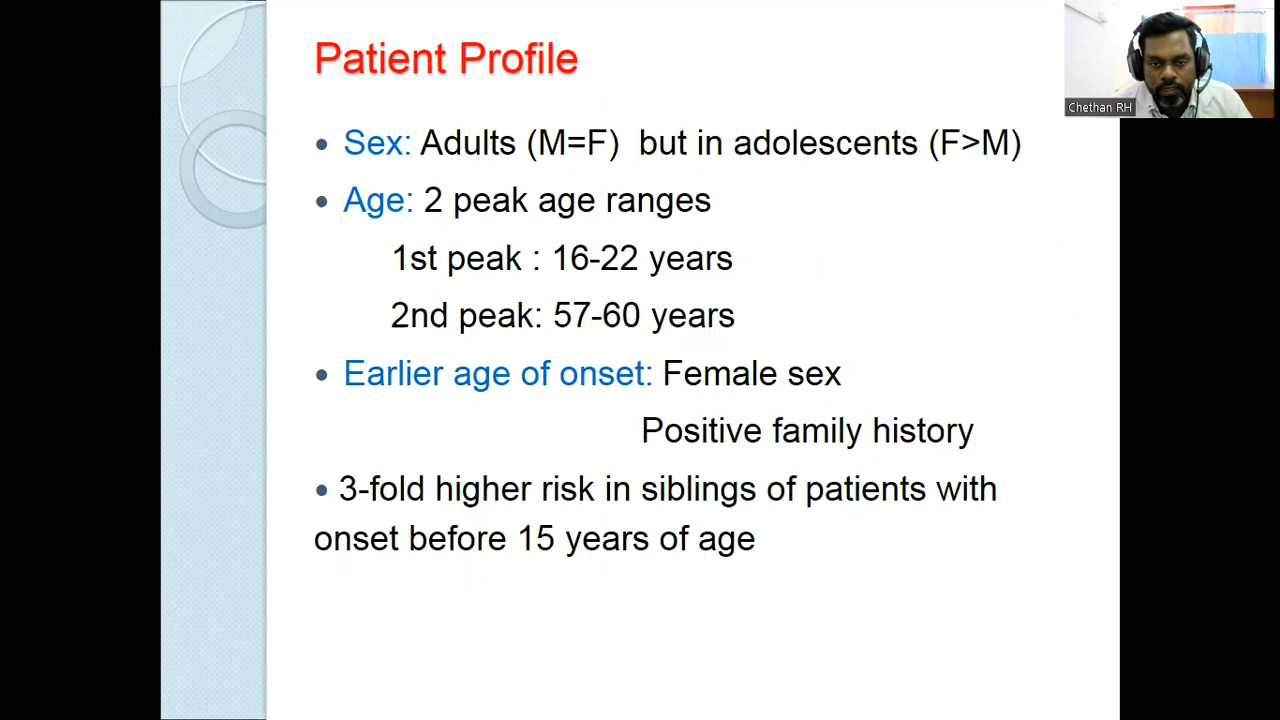 Patient Profile
Chethan RH
• Sex: Adults (M=F) but in adolescents (F>M)
• Age: 2 peak age ranges
1st peak : 16-22 years
2nd peak: 57-60 years
• Earlier age of onset: Female sex
Positive family history
• 3-fold higher risk in siblings of patients with
onset before 15 years of age